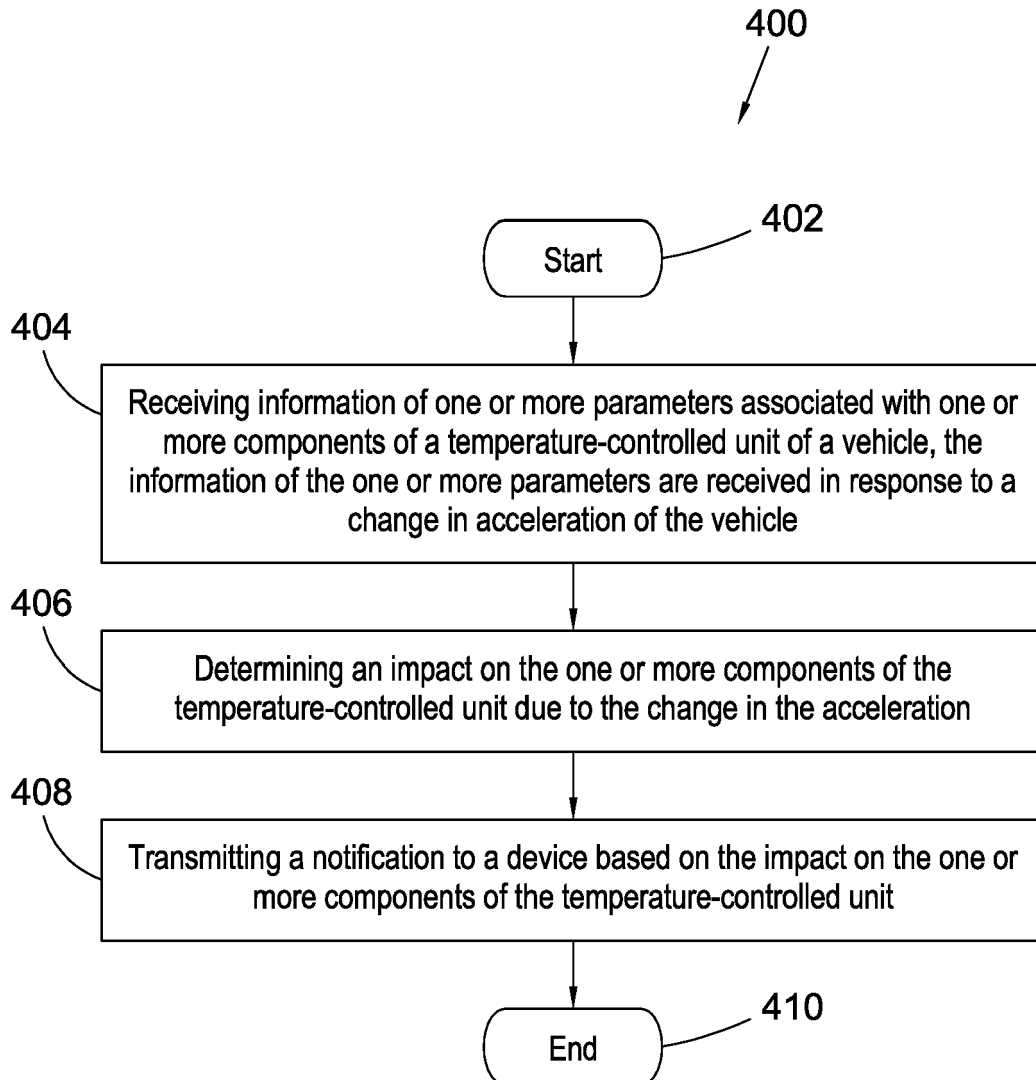 400
402
Start
404
Receiving information of one or more parameters associated with one or
more components of a temperature-controlled unit of a vehicle, the
information of the one or more parameters are received in response to a
change in acceleration of the vehicle
406
Determining an impact on the one or more components of the
temperature-controlled unit due to the change in the acceleration
408
Transmitting a notification to a device based on the impact on the one or
more components of the temperature-controlled unit
410
End